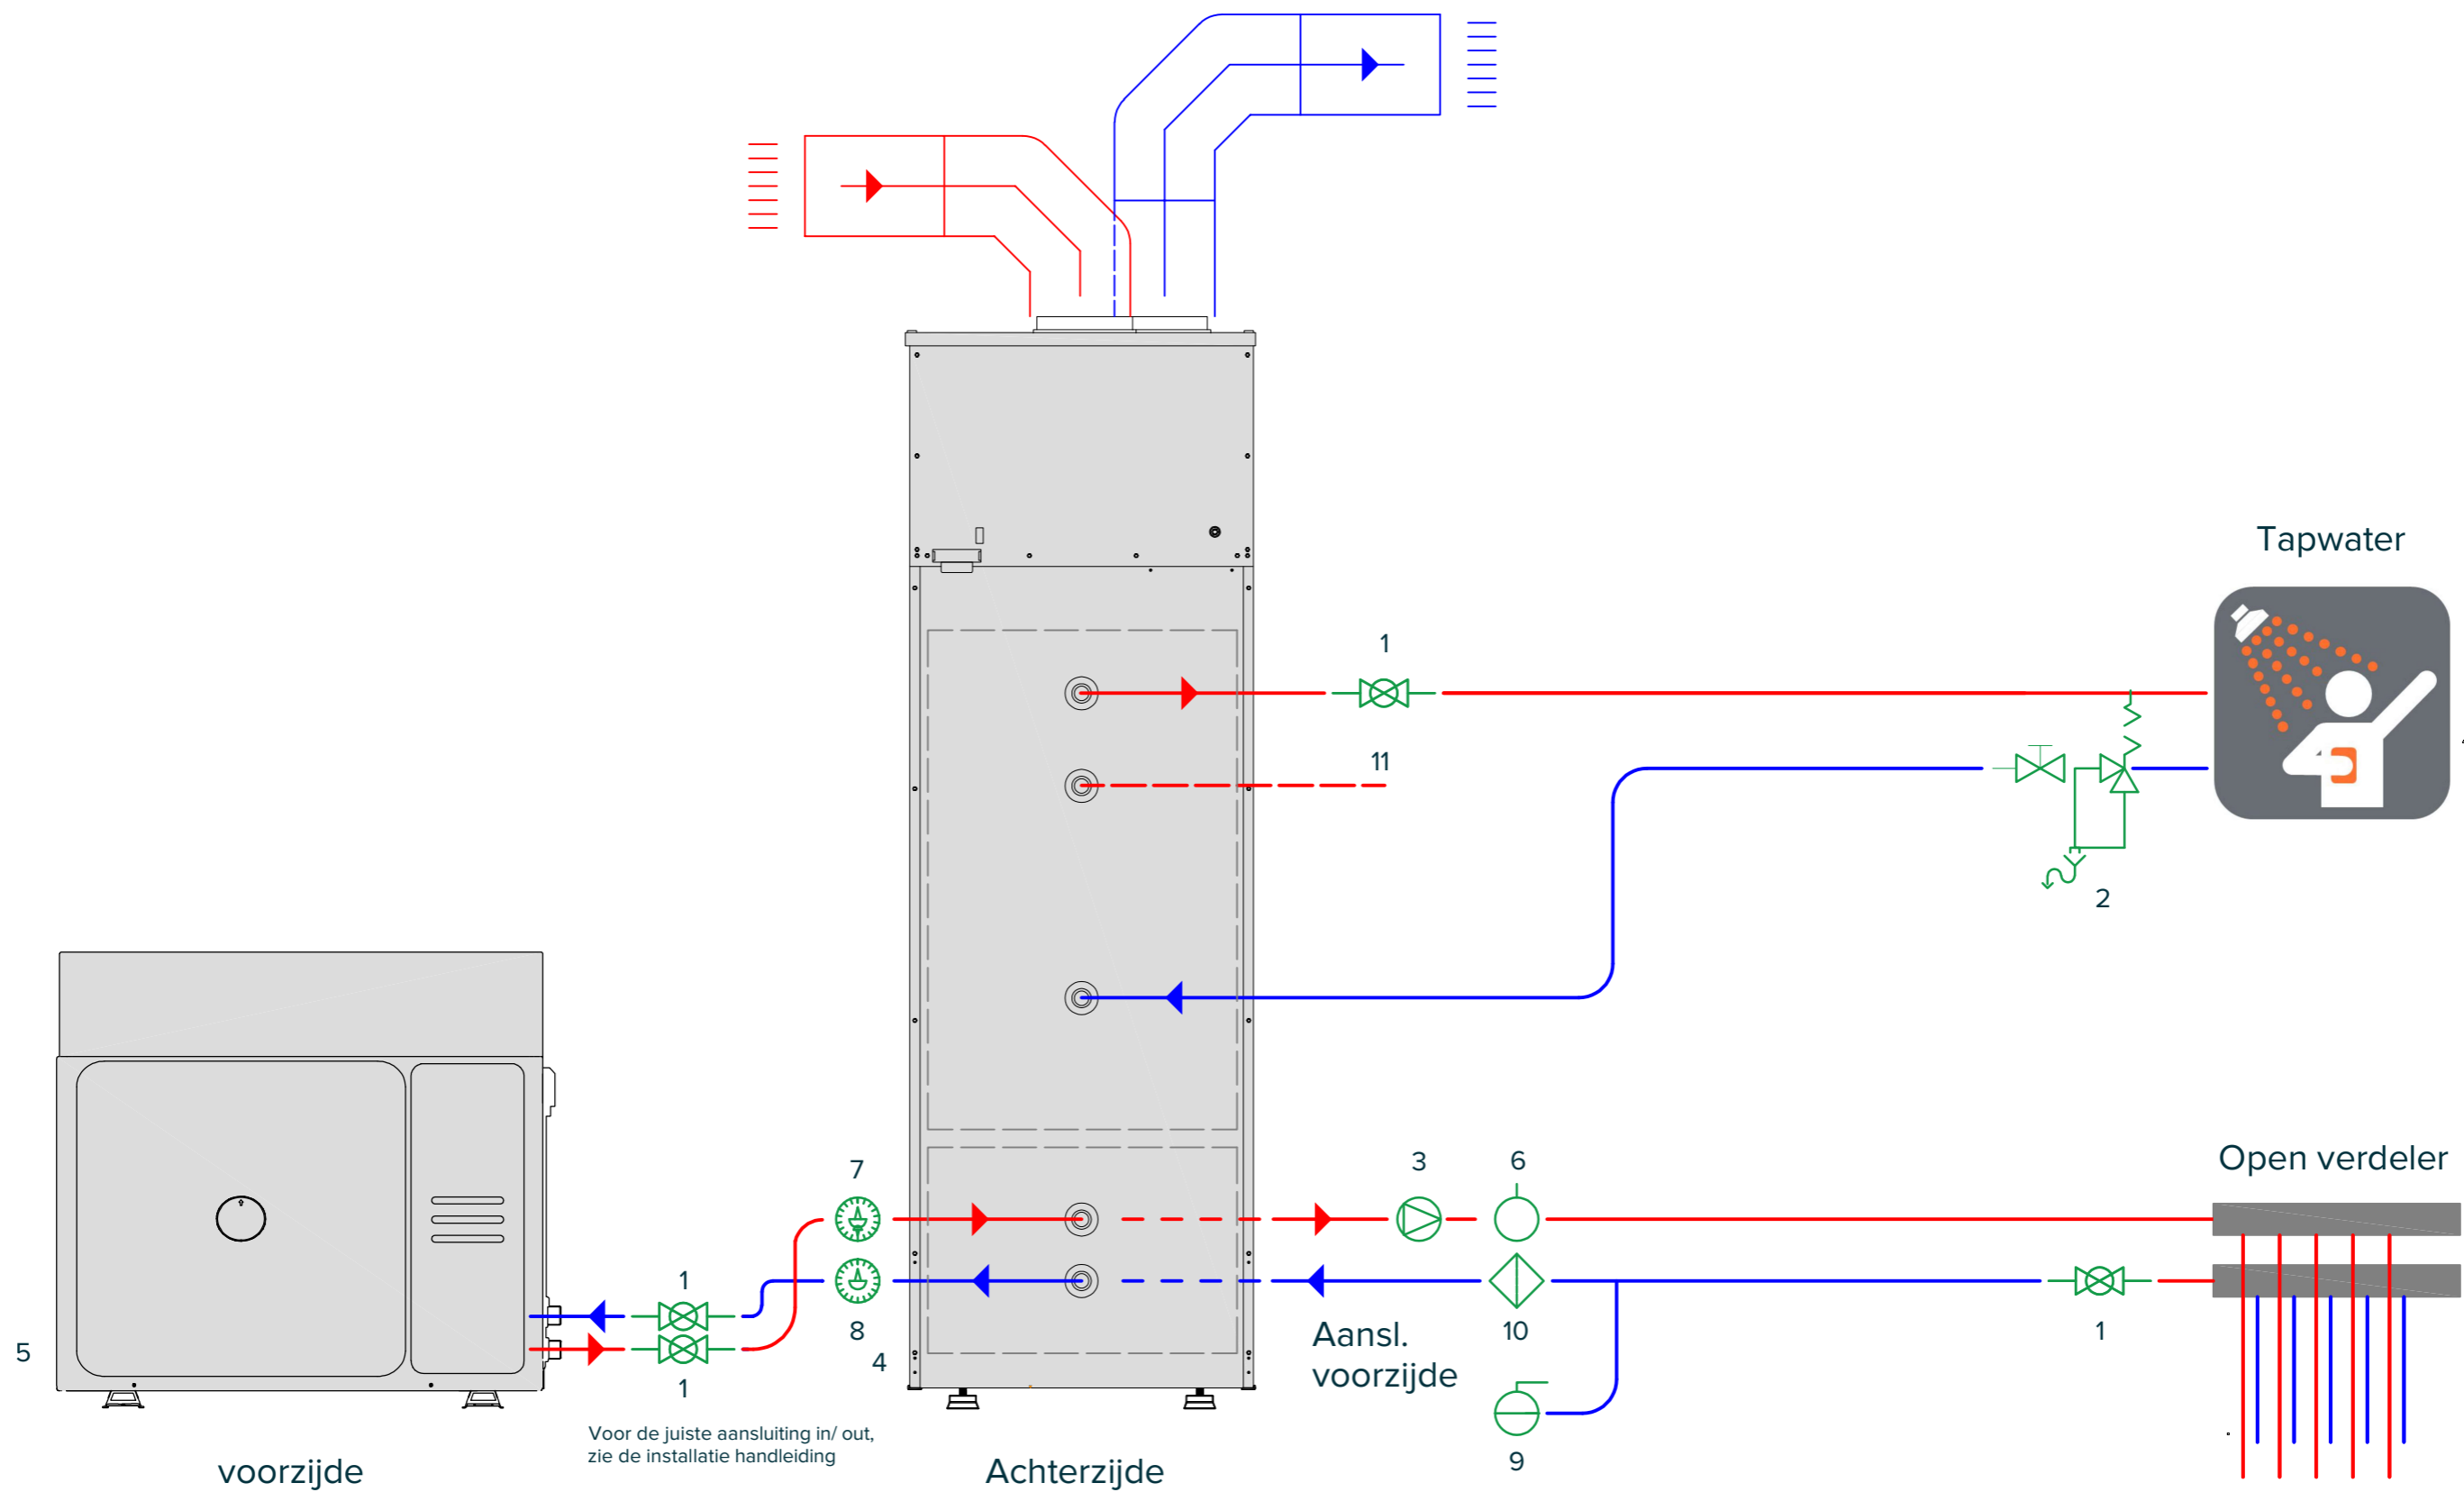 Tapwater
1
11
2
Open verdeler
7
3
6
1
8
4
10
1
5
1
Aansl.
voorzijde
9
Voor de juiste aansluiting in/ out,
zie de installatie handleiding
voorzijde
Achterzijde